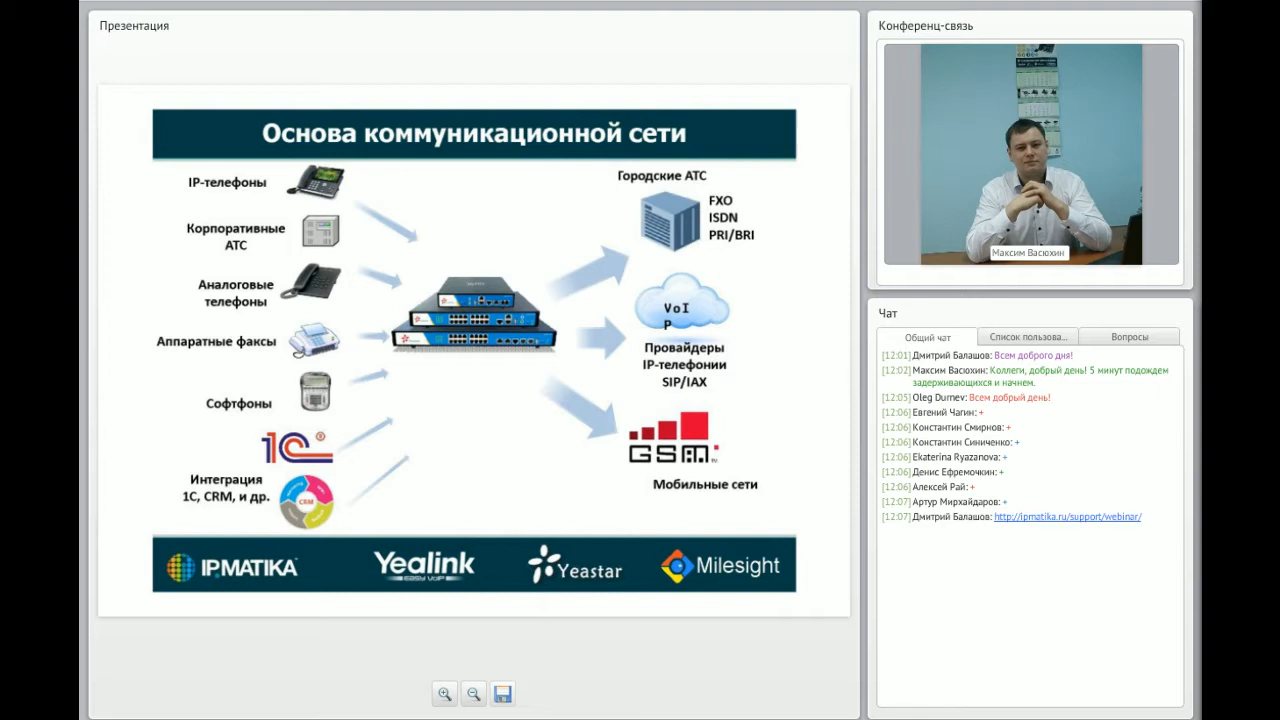 Презентация
Основа коммуникационной сети
IP-телефоны
Корпоративные
АТС
Аналоговые
телефоны
Аппаратные факсы
Софтфоны
1С®
Интеграция
1С, CRM, и др.
CRM
Городские АТС
FXO
ISDN
PRI/BRI
VoI
P
Провайдеры
IP-телефонии
SIP/IAX
GSM
.ru
Мобильные сети
IPMATIKA
Yealink
EASY VoIP
Yeastar
Milesight
Конференц-связь
Максим Васюхин
Чат
Общий чат
Список пользова...
Вопросы
[12:01] Дмитрий Балашов: Всем доброго дня!
[12:02] Максим Васюхин: Коллеги, добрый день! 5 минут подождем
задерживающихся и начнем.
[12:05] Oleg Durnev: Всем добрый день!
[12:06] Евгений Чагин: +
[12:06] Константин Смирнов: +
[12:06] Константин Синиченко: +
[12:06] Ekaterina Ryazanova: +
[12:06] Денис Ефремочкин: +
[12:06] Алексей Рай: +
[12:07] Артур Мирхайдаров: +
[12:07] Дмитрий Балашов: http://ipmatika.ru/support/webinar/